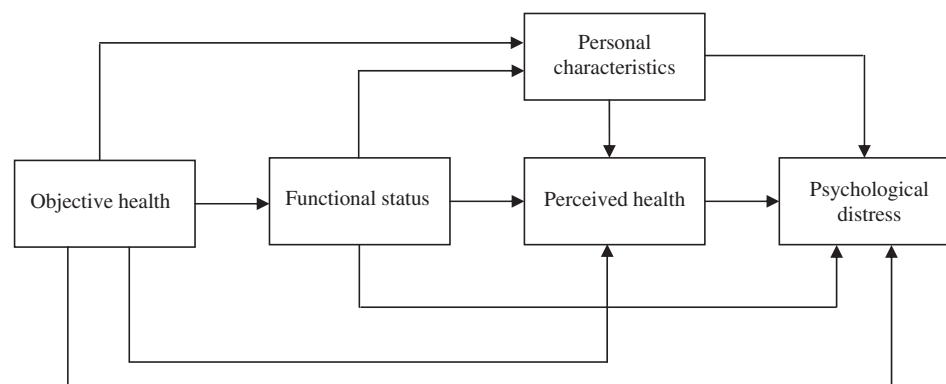 Personal
characteristics
Objective health
Functional status
Perceived health
Psychological
distress